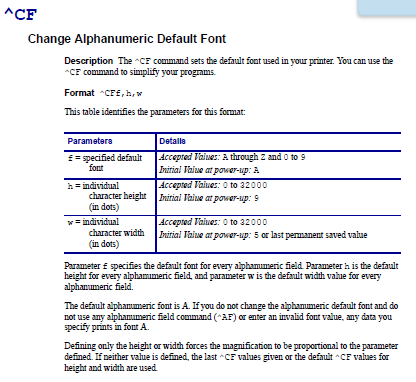 ^CF
Change Alphanumeric Default Font
Description The ^CF command sets the default font used in your printer. You can use the
^CF command to simplify your programs.
Format ^CFf,h,w
This table identifies the parameters for this format:
Parameters Details
f = specified default Accepted Values: A through Z and 0 to 9
font Initial Value at power-up: A
h = individual Accepted Values: 0 to 32000
character height Initial Value at power-up: 9
(in dots)
w = individual Accepted Values: 0 to 32000
character width Initial Value at power-up: 5 or last permanent saved value
(in dots)
Parameter f specifies the default font for every alphanumeric field. Parameter h is the default
height for every alphanumeric field, and parameter w is the default width value for every
alphanumeric field.
The default alphanumeric font is A. If you do not change the alphanumeric default font and do
not use any alphanumeric field command (^AF) or enter an invalid font value, any data you
specify prints in font A.
Defining only the height or width forces the magnification to be proportional to the parameter
defined. If neither value is defined, the last ^CF values given or the default ^CF values for
height and width are used.